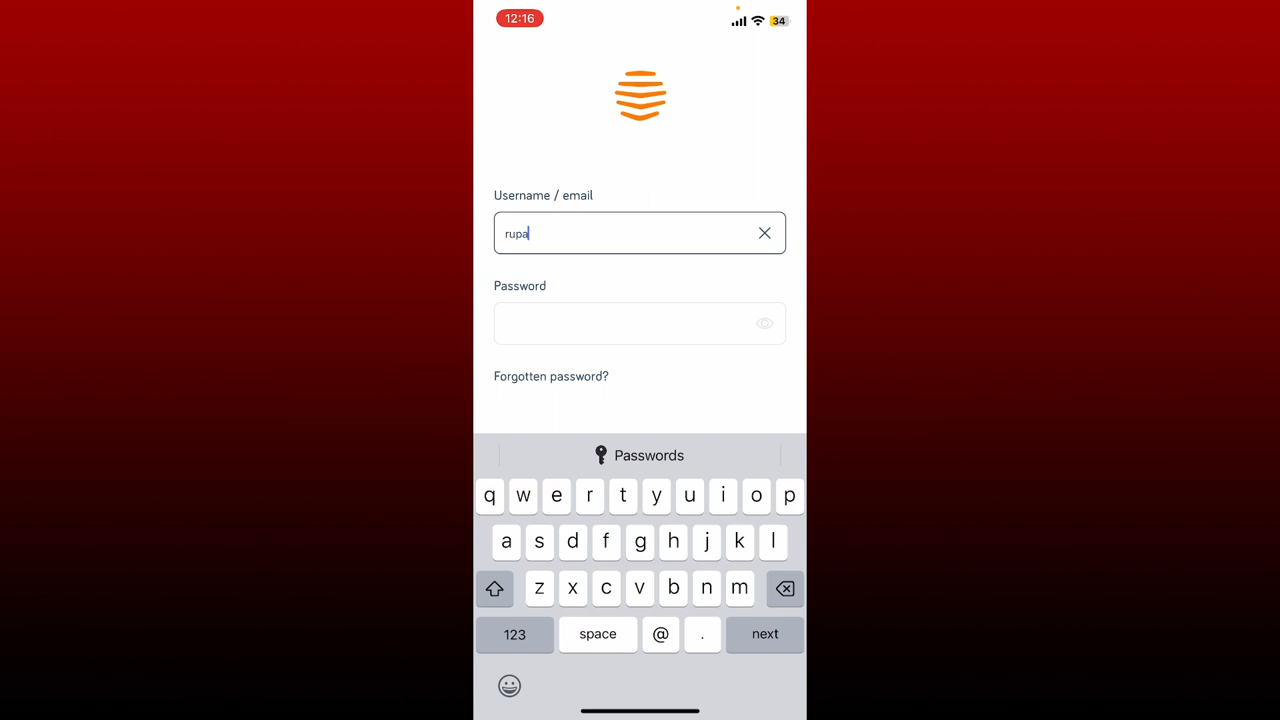 12:16
34
Username / email
rupa
Password
Forgotten password?
Passwords
q w e r t y u i o p
a s d f g h j k l
z x c v b n m
123 space @ . next